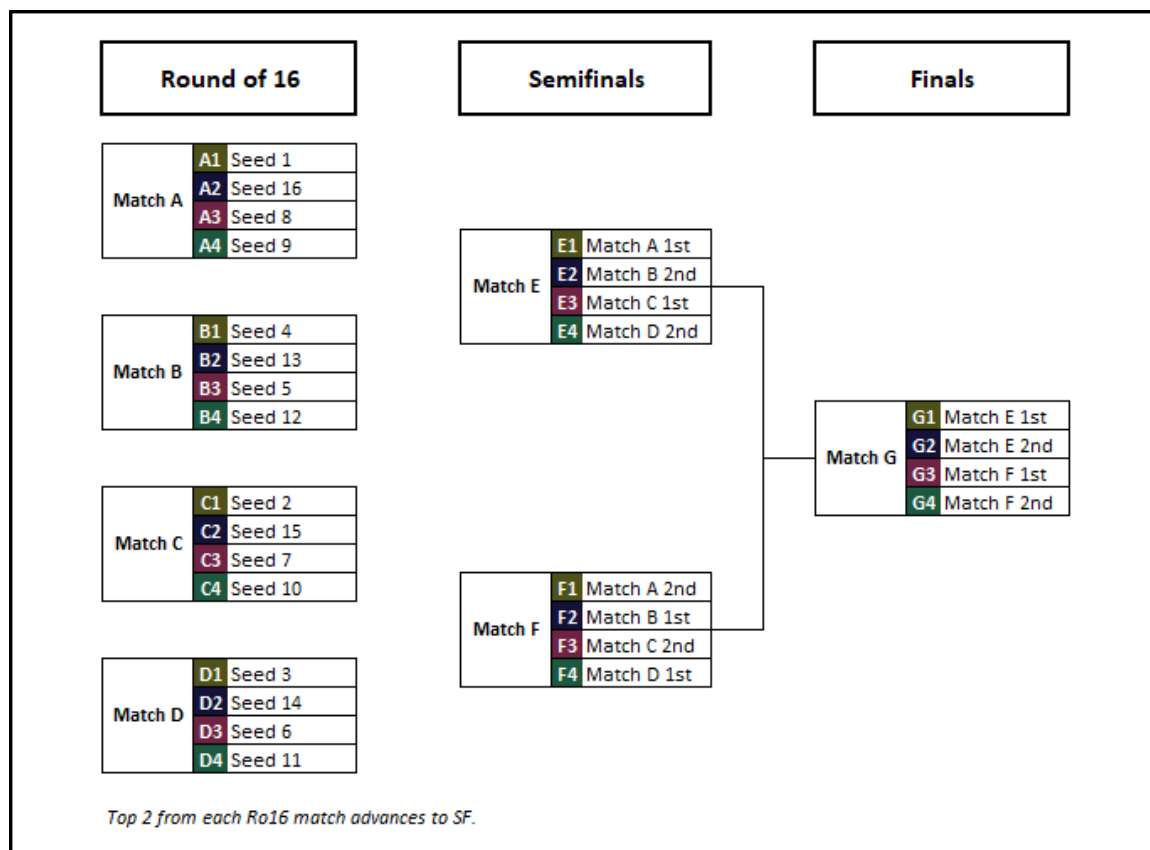 Round of 16
Semifinals
Finals
Match A
A1 Seed 1
A2 Seed 16
A3 Seed 8
A4 Seed 9
Match B
B1 Seed 4
B2 Seed 13
B3 Seed 5
B4 Seed 12
Match C
C1 Seed 2
C2 Seed 15
C3 Seed 7
C4 Seed 10
Match D
D1 Seed 3
D2 Seed 14
D3 Seed 6
D4 Seed 11
Match E
E1 Match A 1st
E2 Match B 2nd
E3 Match C 1st
E4 Match D 2nd
Match F
F1 Match A 2nd
F2 Match B 1st
F3 Match C 2nd
F4 Match D 1st
Match G
G1 Match E 1st
G2 Match E 2nd
G3 Match F 1st
G4 Match F 2nd
Top 2 from each Ro16 match advances to SF.